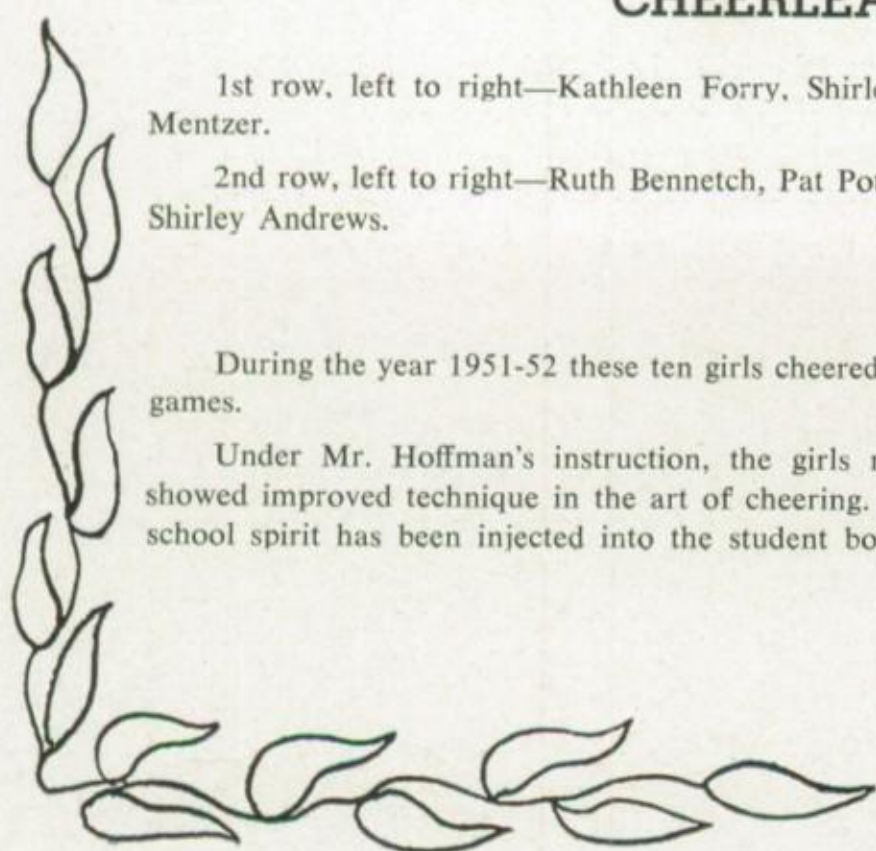 1st row, left to right—Kathleen Forry, Shirle
Mentzer.
2nd row, left to right—Ruth Bennetch, Pat Po
Shirley Andrews.
During the year 1951-52 these ten girls cheered
games.
Under Mr. Hoffman's instruction, the girls
showed improved technique in the art of cheering.
school spirit has been injected into the student bo